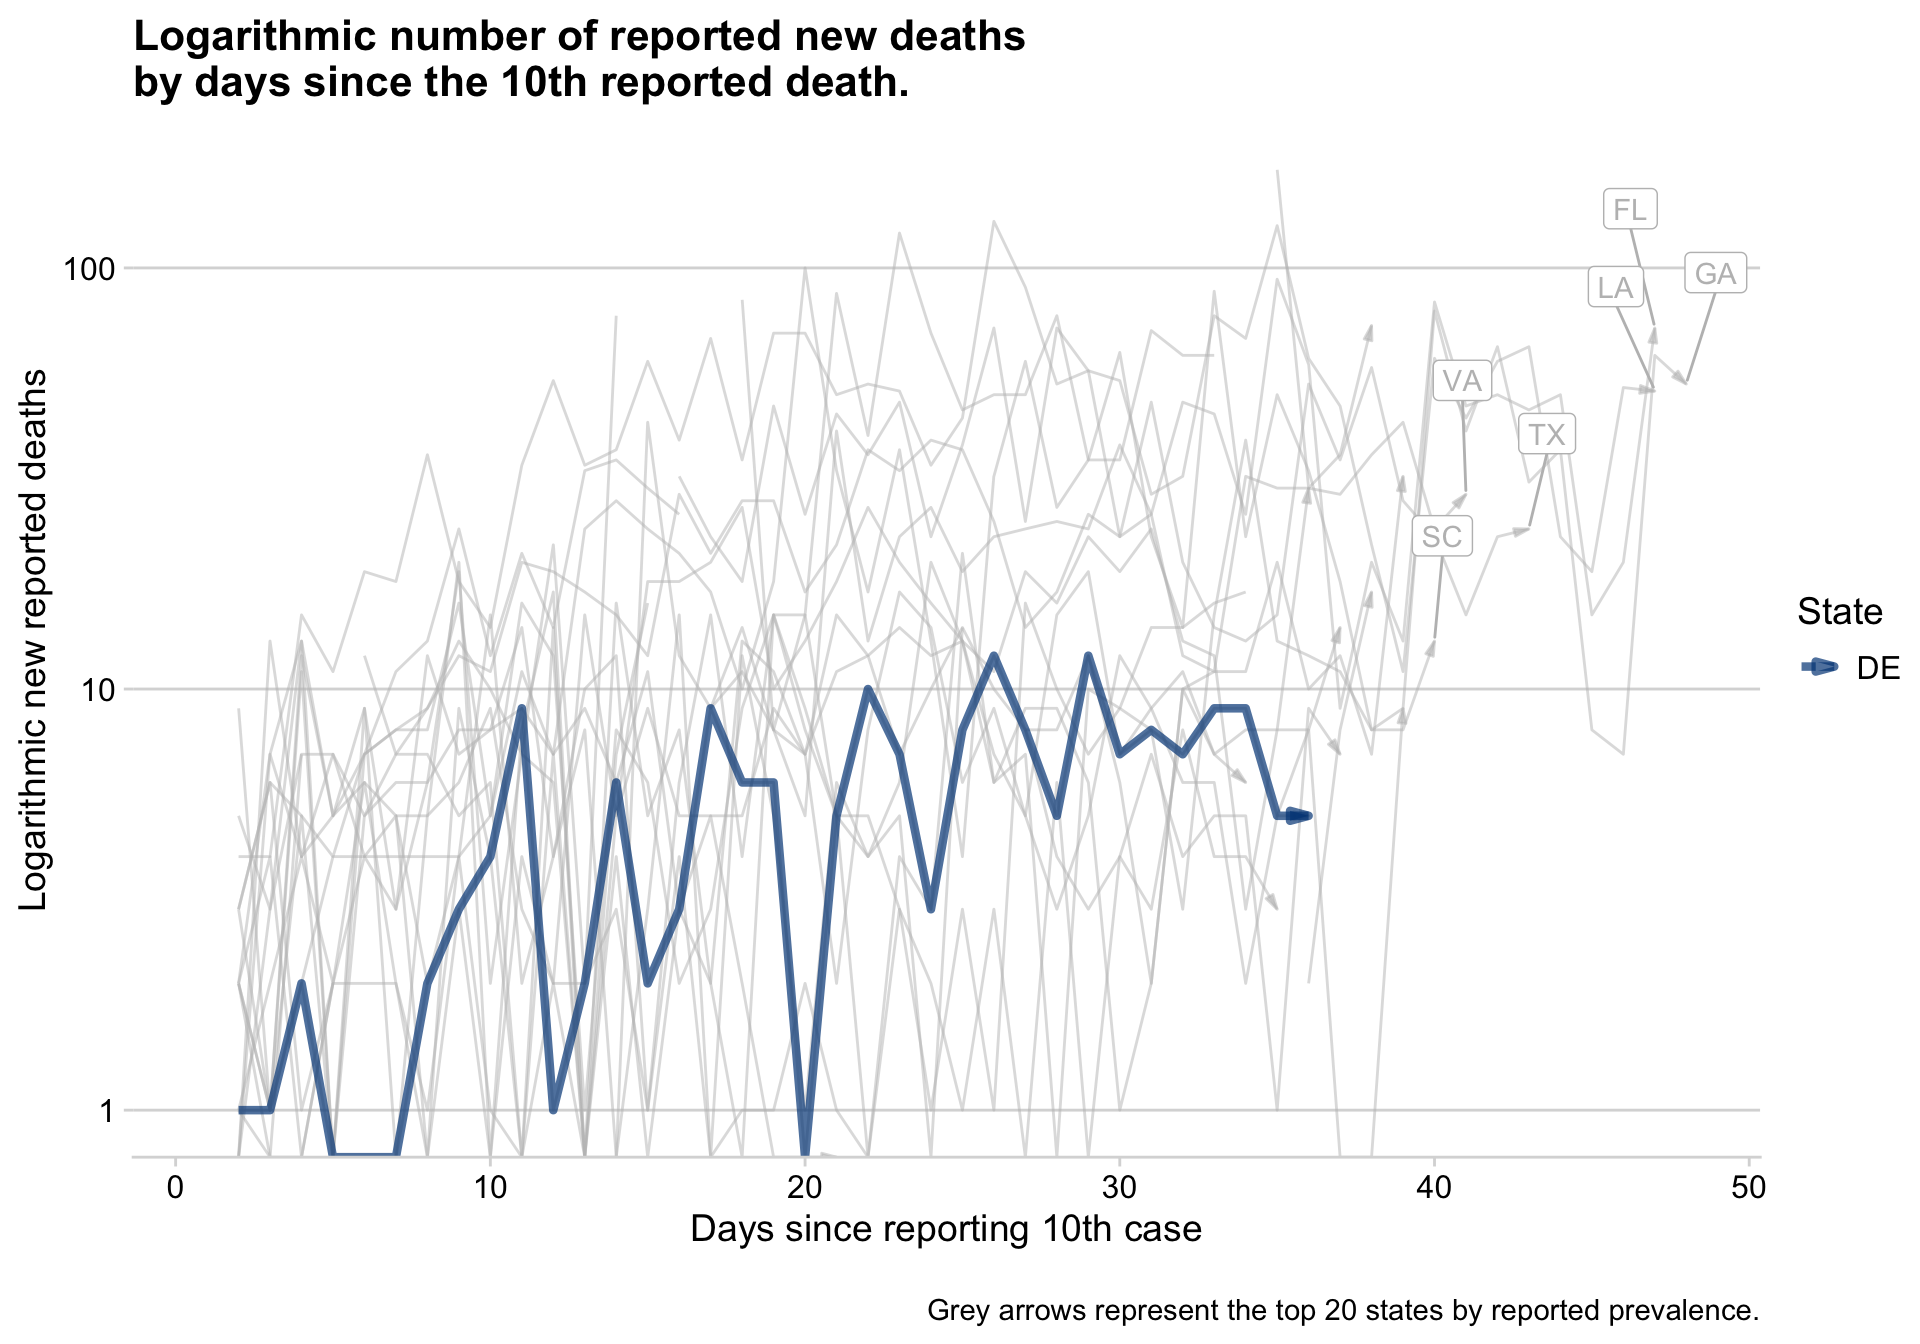 Logarithmic number of reported new deaths
by days since the 10th reported death.
Logarithmic new reported deaths
100
10
1
FL
LA
GA
VA
TX
SC
State
DE
0
10
20
30
40
50
Days since reporting 10th case
Grey arrows represent the top 20 states by reported prevalence.